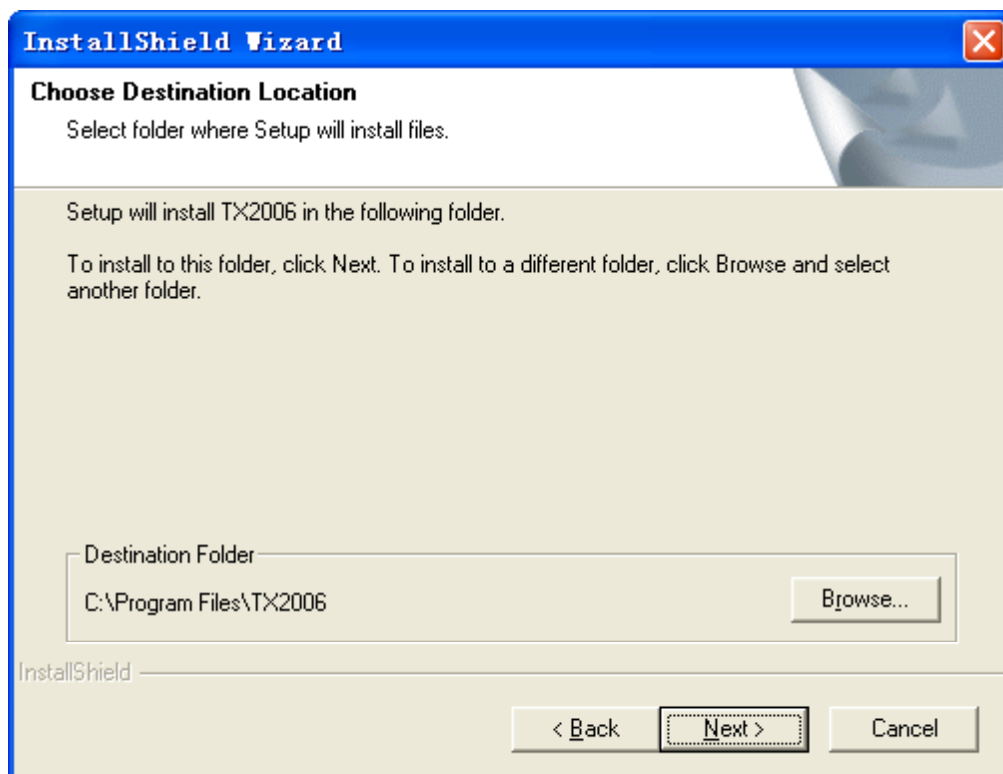 InstallShield Wizard
Choose Destination Location
Select folder where Setup will install files.
Setup will install TX2006 in the following folder.
To install to this folder, click Next. To install to a different folder, click Browse and select
another folder.
Destination Folder
C:\Program Files\TX2006
Browse...
InstallShield
< Back
Next >
Cancel